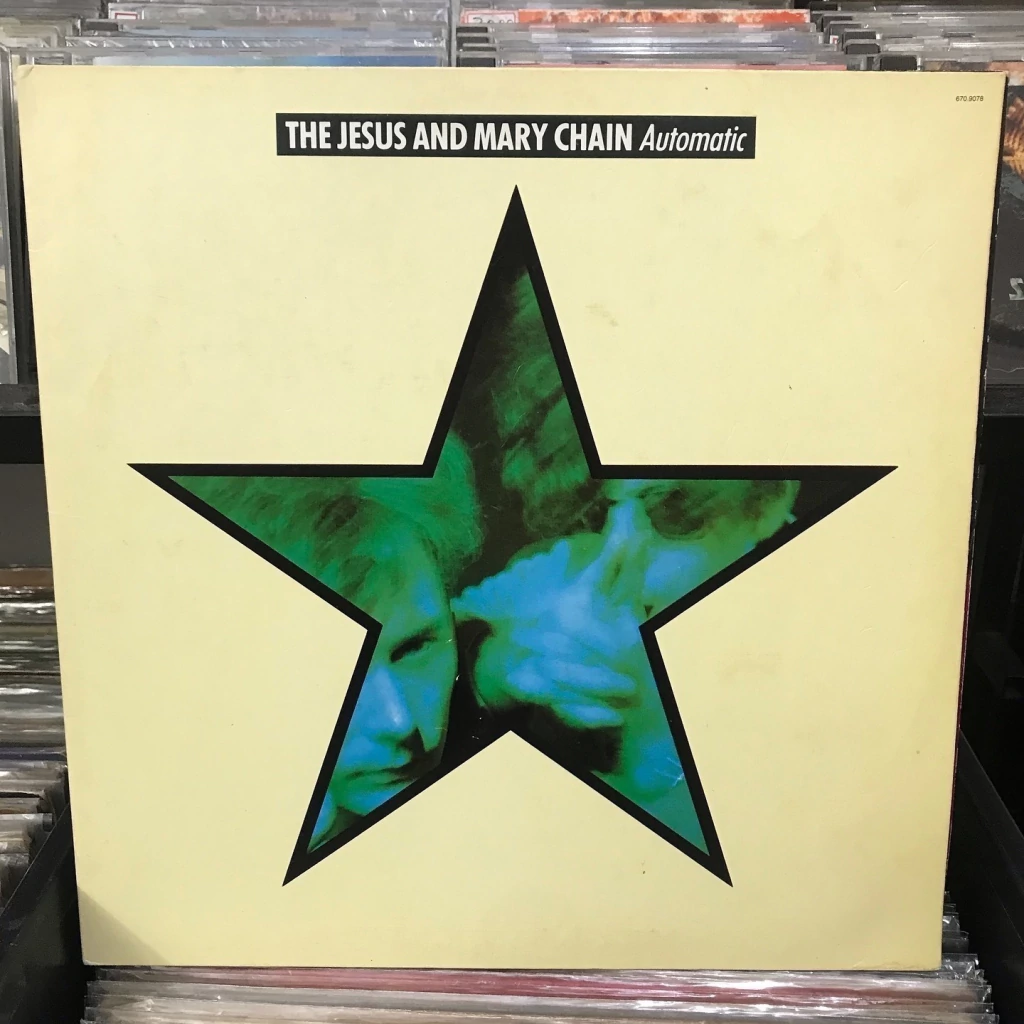 670.9078
THE JESUS AND MARY CHAIN Automatic